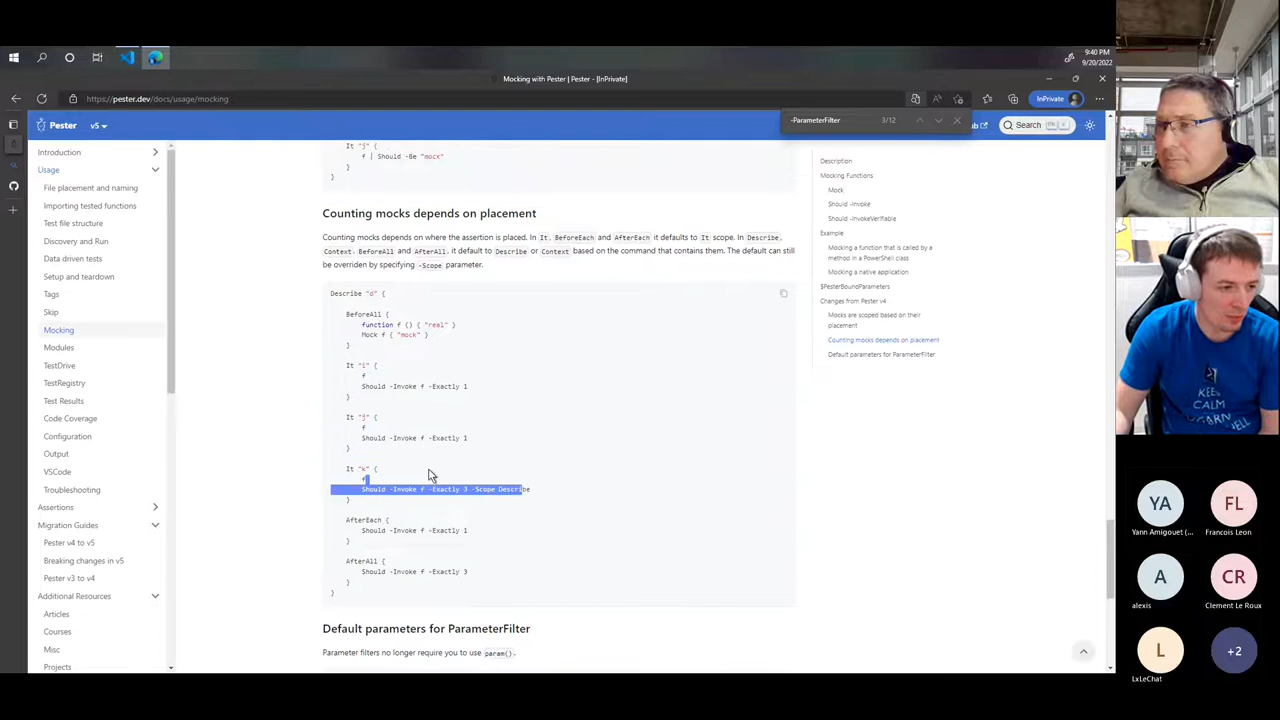 9:40 PM
9/20/2022
Mocking with Pester | Pester - [InPrivate]
https://pester.dev/docs/usage/mocking
InPrivate
Pester
v5
-ParameterFilter
3/12
Search
Introduction
Usage
File placement and naming
Importing tested functions
Test file structure
Discovery and Run
Data driven tests
Setup and teardown
Tags
Skip
Mocking
Modules
TestDrive
TestRegistry
Test Results
Code Coverage
Configuration
Output
VSCode
Troubleshooting
Assertions
Migration Guides
Pester v4 to v5
Breaking changes in v5
Pester v3 to v4
Additional Resources
Articles
Courses
Misc
Projects
It "j" {
f | Should -Be "mock"
}
}
Counting mocks depends on placement
Counting mocks depends on where the assertion is placed. In It, BeforeEach and AfterEach it defaults to It scope. In Describe,
Context, BeforeAll and AfterAll, it default to Describe or Context based on the command that contains them. The default can still
be overriden by specifying -Scope parameter.
Describe "d" {
BeforeAll {
function f () { "real" }
Mock f { "mock" }
}
It "i" {
f
Should -Invoke f -Exactly 1
}
It "j" {
f
Should -Invoke f -Exactly 1
}
It "k" {
f
Should -Invoke f -Exactly 3 -Scope Describe
}
AfterEach {
Should -Invoke f -Exactly 1
}
AfterAll {
Should -Invoke f -Exactly 3
}
}
Default parameters for ParameterFilter
Parameter filters no longer require you to use param().
Description
Mocking Functions
Mock
Should -Invoke
Should -InvokeVerifiable
Example
Mocking a function that is called by a
method in a PowerShell class
Mocking a native application
$PesterBoundParameters
Changes from Pester v4
Mocks are scoped based on their
placement
Counting mocks depends on placement
Default parameters for ParameterFilter
KEEP
CALM
YA
Yann Amigouet (...
FL
Francois Leon
A
alexis
CR
Clement Le Roux
L
LxLeChat
+2